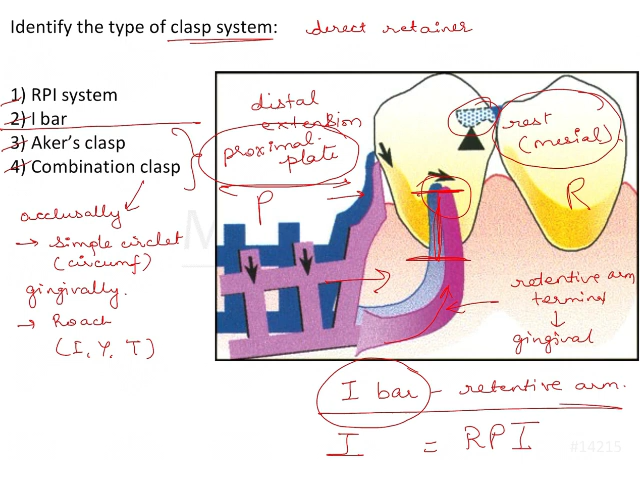 Identify the type of clasp system: direct retainer
1) RPI system
2) I bar
3) Aker's clasp
4) Combination clasp
distal
extension
proximal
plate
P
rest
(mesial)
R
occlusally
→ simple circlet
(circumf)
gingivally.
→ Roach
(I, Y, T)
retentive arm
↓
gingival
I bar - retentive arm.
I = RPI
#14215